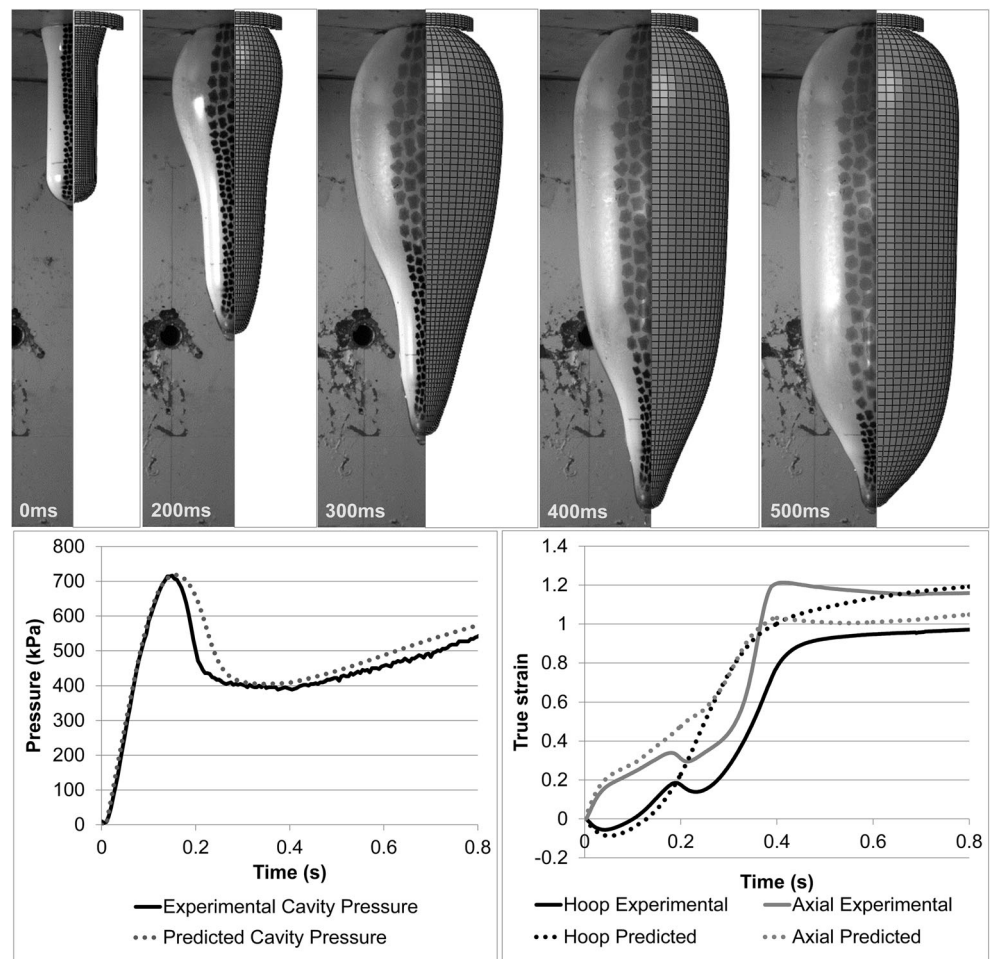 0ms
200ms
300ms
400ms
500ms
800
700
600
500
400
300
200
100
0
0
0.2
0.4
0.6
0.8
Pressure (kPa)
Time (s)
Experimental Cavity Pressure
Predicted Cavity Pressure
1.4
1.2
1
0.8
0.6
0.4
0.2
0
-0.2
0
0.2
0.4
0.6
0.8
True strain
Time (s)
Hoop Experimental
Axial Experimental
Hoop Predicted
Axial Predicted